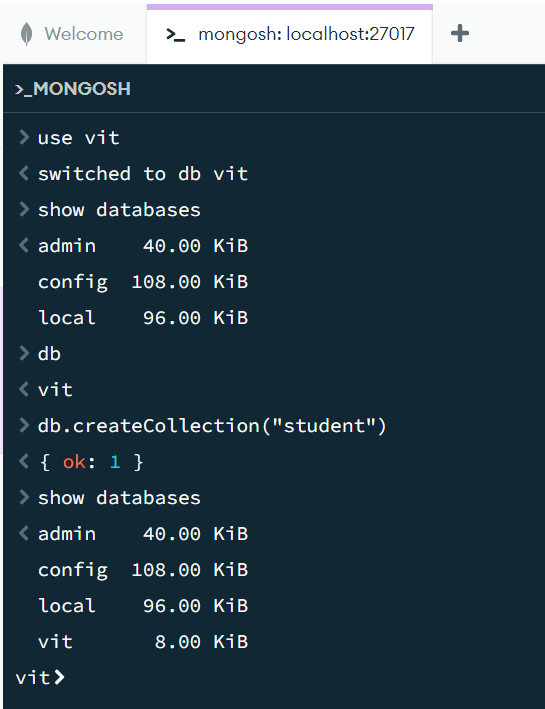 Welcome
>_ mongosh: localhost:27017 +
>_MONGOSH
> use vit
< switched to db vit
> show databases
< admin 40.00 KiB
config 108.00 KiB
local 96.00 KiB
> db
< vit
> db.createCollection("student")
< { ok: 1 }
> show databases
< admin 40.00 KiB
config 108.00 KiB
local 96.00 KiB
vit 8.00 KiB
vit>